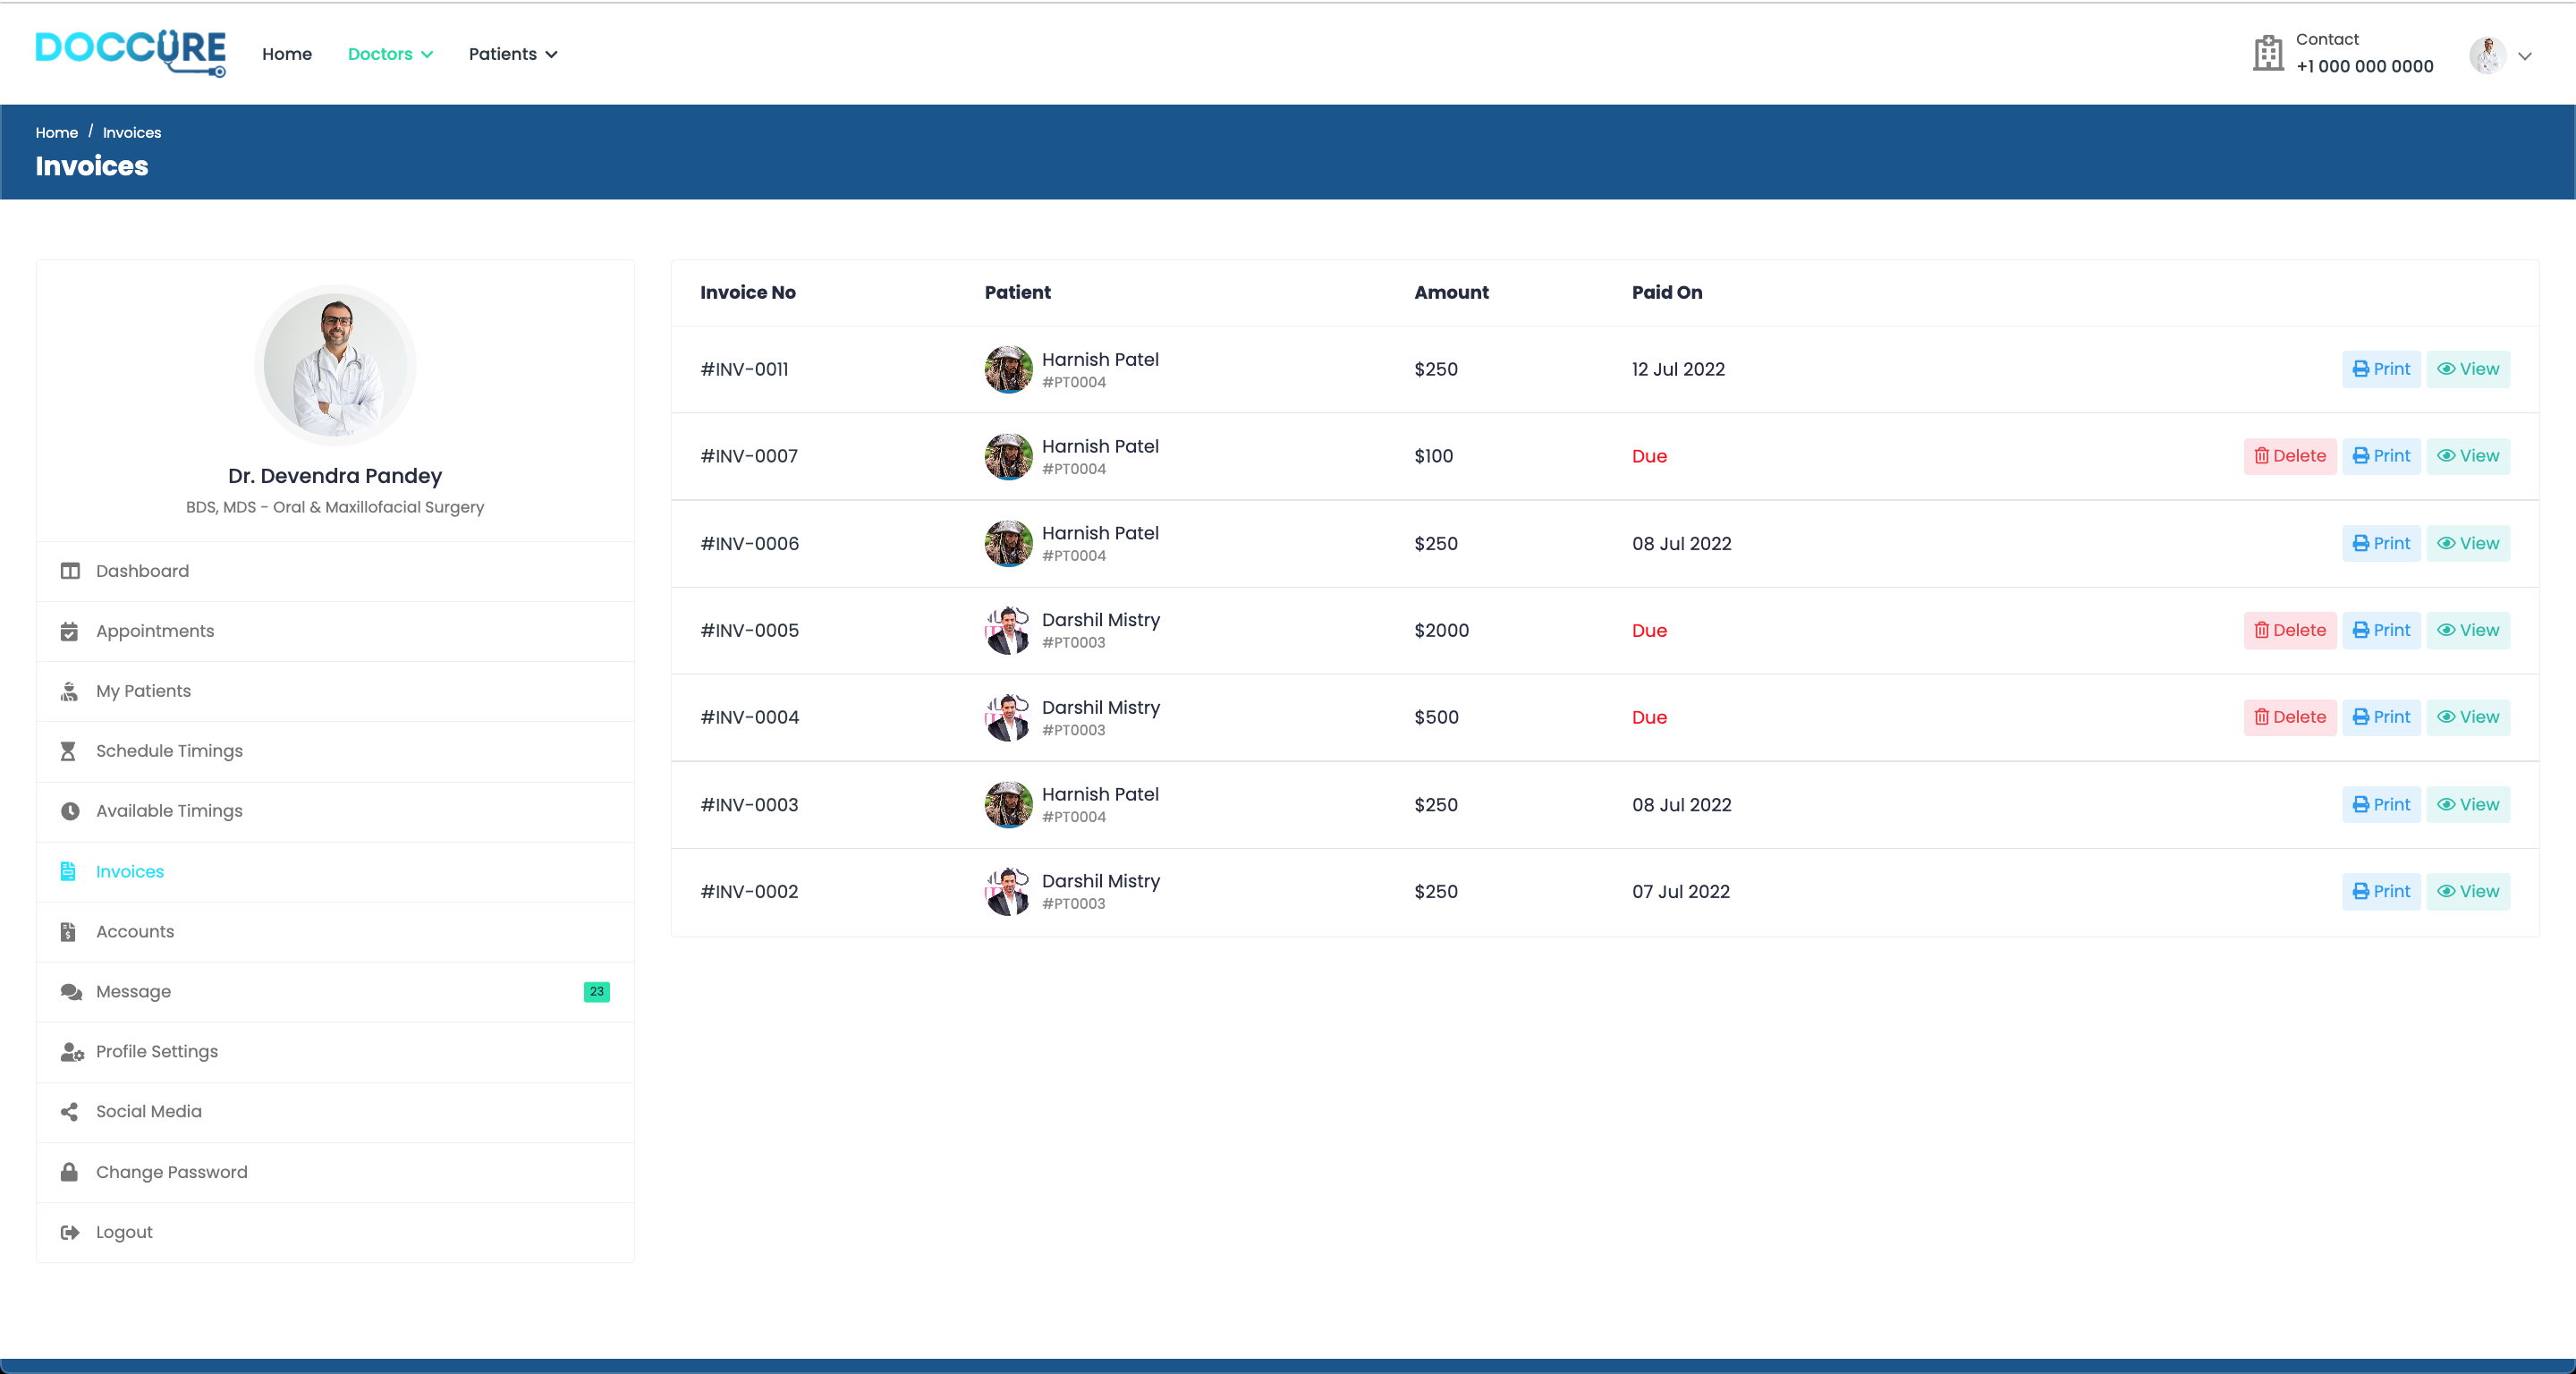 DOCCURE
Home
Doctors
Patients
Contact
+1 000 000 0000
Home / Invoices
Invoices
Dr. Devendra Pandey
BDS, MDS - Oral & Maxillofacial Surgery
Dashboard
Appointments
My Patients
Schedule Timings
Available Timings
Invoices
Accounts
Message 23
Profile Settings
Social Media
Change Password
Logout
Invoice No Patient Amount Paid On
#INV-0011 Harnish Patel $250 12 Jul 2022 Print View
#PT0004
#INV-0007 Harnish Patel $100 Due Delete Print View
#PT0004
#INV-0006 Harnish Patel $250 08 Jul 2022 Print View
#PT0004
#INV-0005 Darshil Mistry $2000 Due Delete Print View
#PT0003
#INV-0004 Darshil Mistry $500 Due Delete Print View
#PT0003
#INV-0003 Harnish Patel $250 08 Jul 2022 Print View
#PT0004
#INV-0002 Darshil Mistry $250 07 Jul 2022 Print View
#PT0003